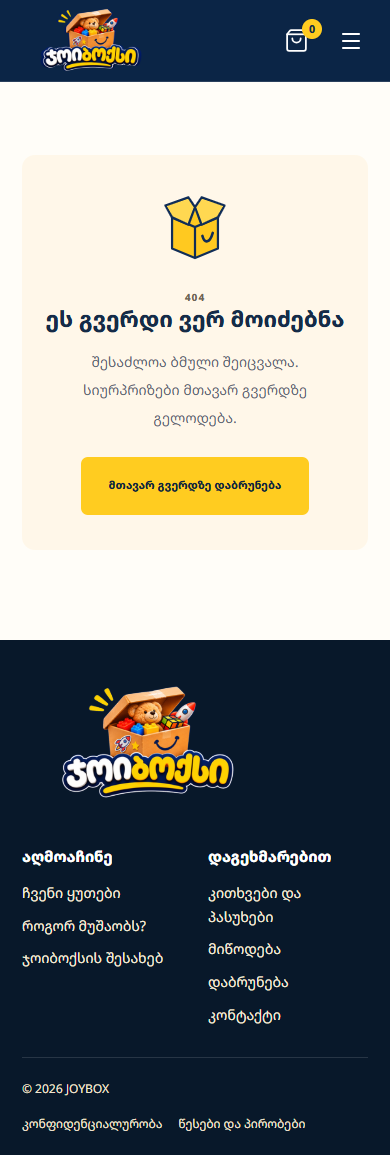 ჯოიბოქსი
0
404
ეს გვერდი ვერ მოიძებნა
შესაძლოა ბმული შეიცვალა.
სიურპრიზები მთავარ გვერდზე
გელოდება.
მთავარ გვერდზე დაბრუნება
ჯოიბოქსი
აღმოაჩინე
ჩვენი ყუთები
როგორ მუშაობს?
ჯოიბოქსის შესახებ
დაგეხმარებით
კითხვები და
პასუხები
მიწოდება
დაბრუნება
კონტაქტი
© 2026 JOYBOX
კონფიდენციალურობა წესები და პირობები